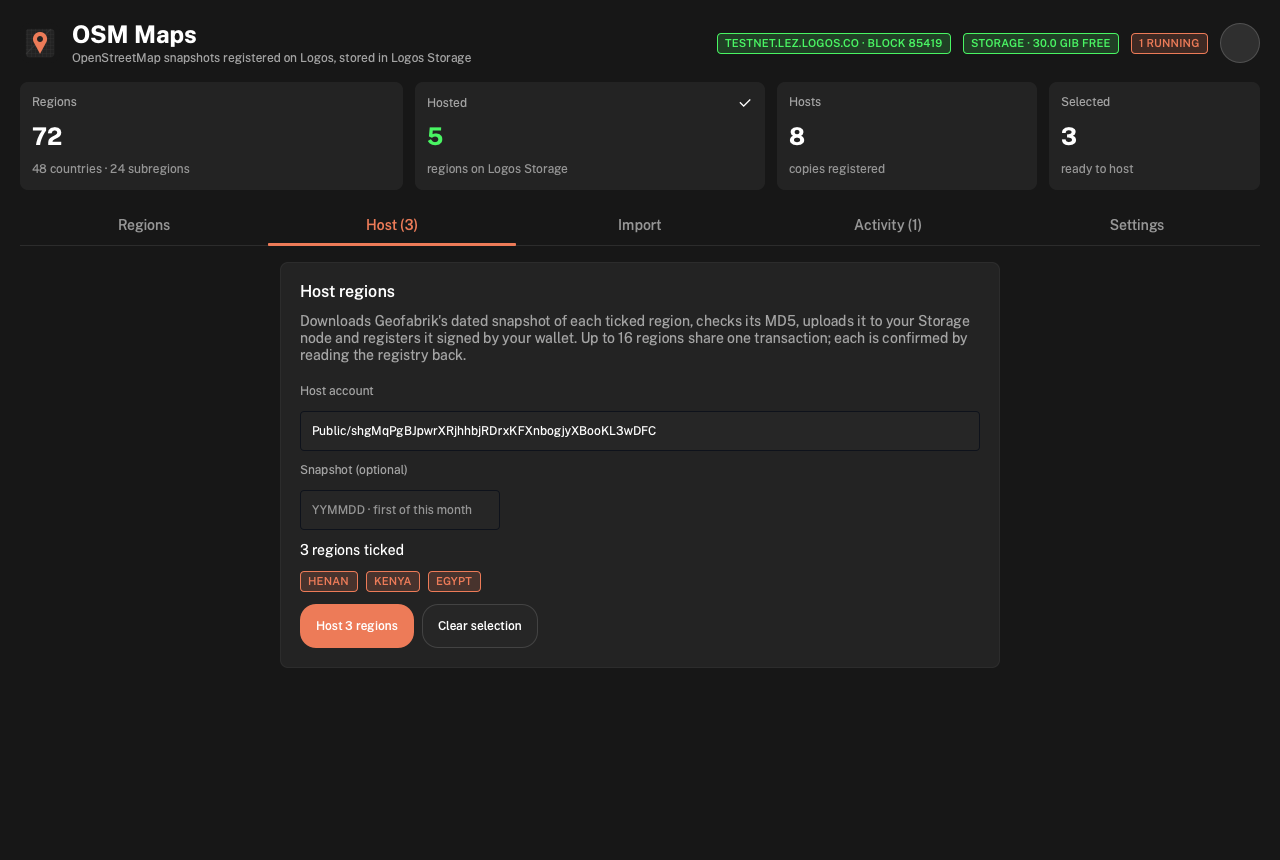 OSM Maps
OpenStreetMap snapshots registered on Logos, stored in Logos Storage
TESTNET.LEZ.LOGOS.CO · BLOCK 85419
STORAGE · 30.0 GIB FREE
1 RUNNING
Regions
72
48 countries · 24 subregions
Hosted
5
regions on Logos Storage
Hosts
8
copies registered
Selected
3
ready to host
Regions
Host (3)
Import
Activity (1)
Settings
Host regions
Downloads Geofabrik's dated snapshot of each ticked region, checks its MD5, uploads it to your Storage
node and registers it signed by your wallet. Up to 16 regions share one transaction; each is confirmed by
reading the registry back.
Host account
Public/shgMqPgBJpwrXRjhhbjRDrxKFXnbogjyXBooKL3wDFC
Snapshot (optional)
YYMMDD · first of this month
3 regions ticked
HENAN
KENYA
EGYPT
Host 3 regions
Clear selection